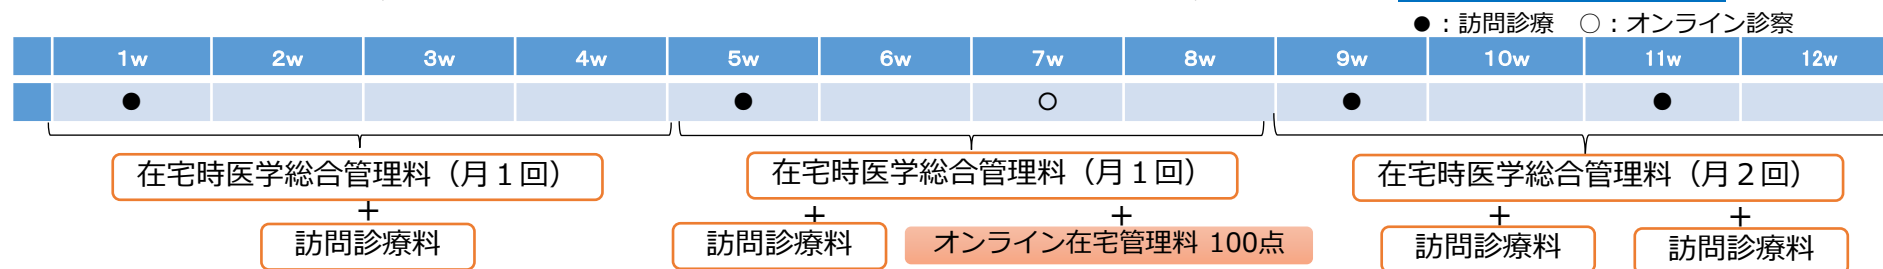 ●：訪問診療　○：オンライン診察
1w 2w 3w 4w 5w 6w 7w 8w 9w 10w 11w 12w
● ● ○ ● ●
在宅時医学総合管理料（月１回） 在宅時医学総合管理料（月１回） 在宅時医学総合管理料（月２回）
＋ ＋ ＋ ＋ ＋
訪問診療料 訪問診療料 オンライン在宅管理料 100点 訪問診療料 訪問診療料